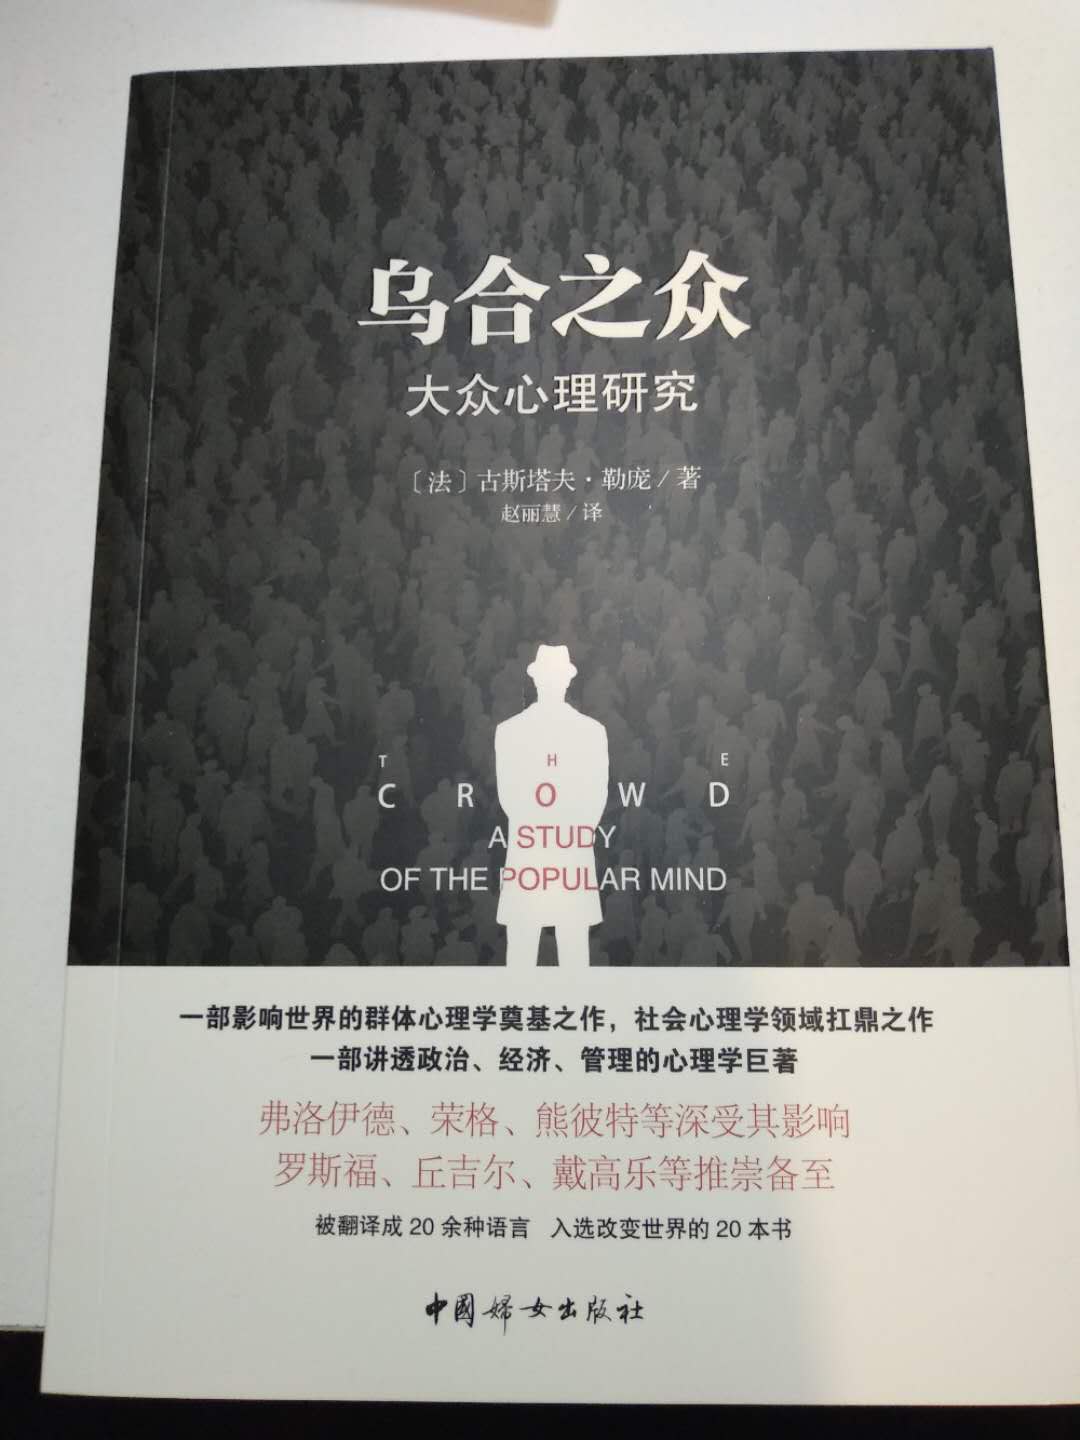 乌合之众
大众心理研究
〔法〕古斯塔夫·勒庞/著
赵丽慧/译
THE
CROWD
A STUDY
OF THE POPULAR MIND
一部影响世界的群体心理学奠基之作，社会心理学领域扛鼎之作
一部讲透政治、经济、管理的心理学巨著
弗洛伊德、荣格、熊彼特等深受其影响
罗斯福、丘吉尔、戴高乐等推崇备至
被翻译成 20 余种语言 入选改变世界的 20 本书
中国妇女出版社